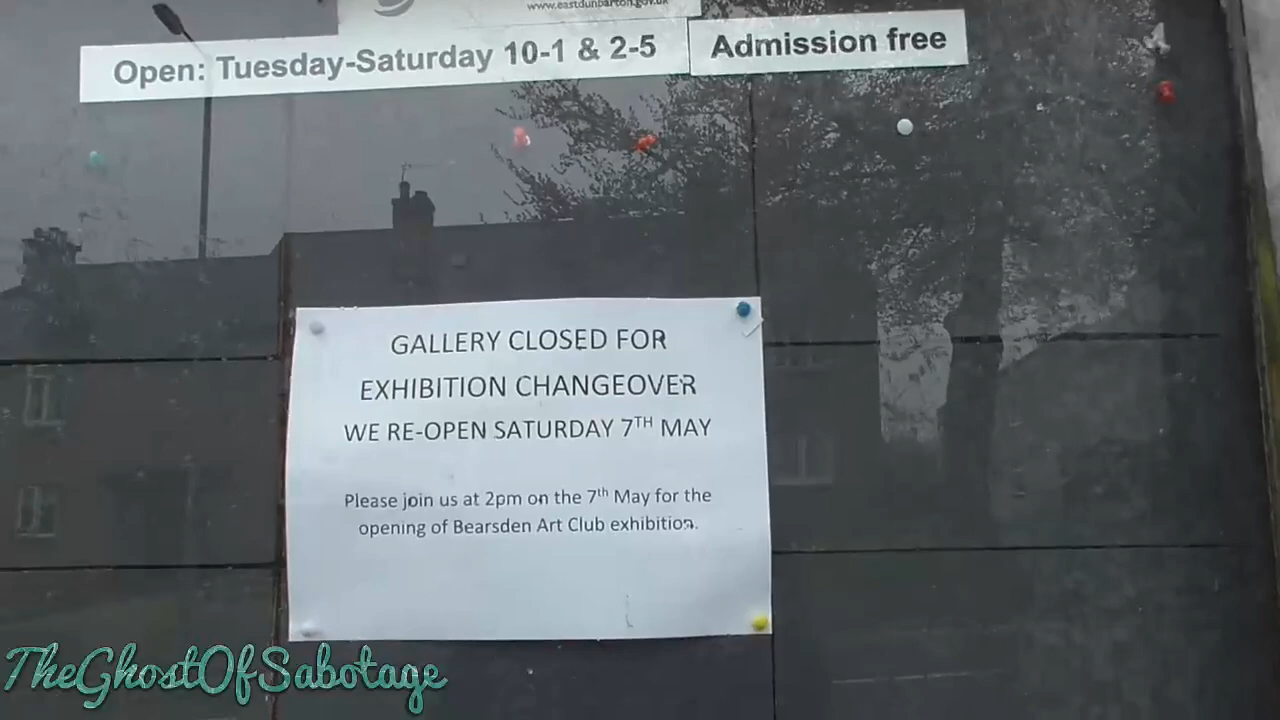 www.eastdunbarton.gov.uk
Open: Tuesday-Saturday 10-1 & 2-5 Admission free
GALLERY CLOSED FOR
EXHIBITION CHANGEOVER
WE RE-OPEN SATURDAY 7TH MAY
Please join us at 2pm on the 7th May for the
opening of Bearsden Art Club exhibition.
TheGhostOfSabotage